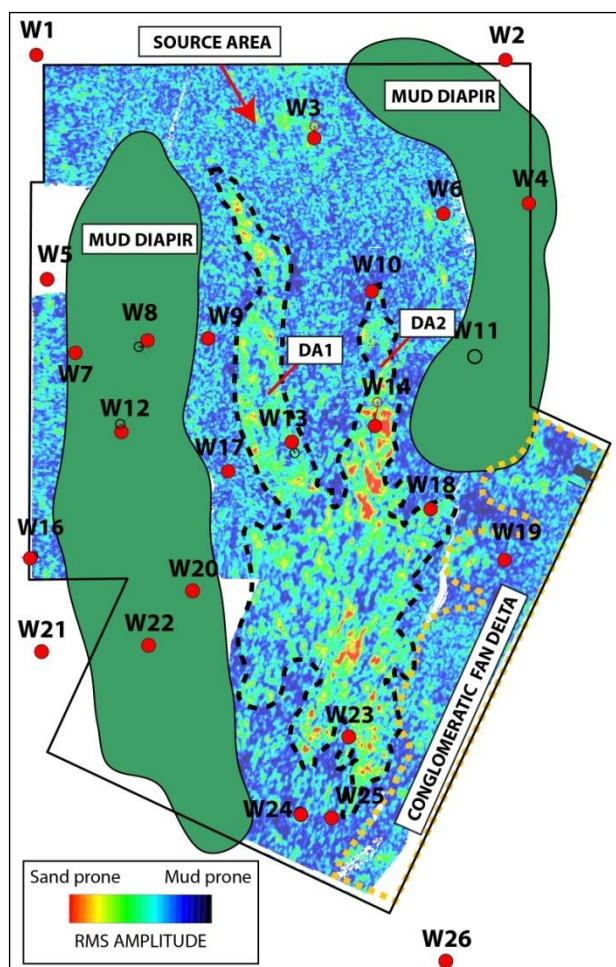 W1
W2
SOURCE AREA
MUD DIAPIR
W3
W4
W6
MUD DIAPIR
W5
W10
W8
W9
DA2
W11
W7
DA1
W14
W12
W13
W17
W18
W16
W19
W20
W21
W22
CONGLOMERATIC FAN DELTA
W23
W24
W25
Sand prone Mud prone
RMS AMPLITUDE
W26